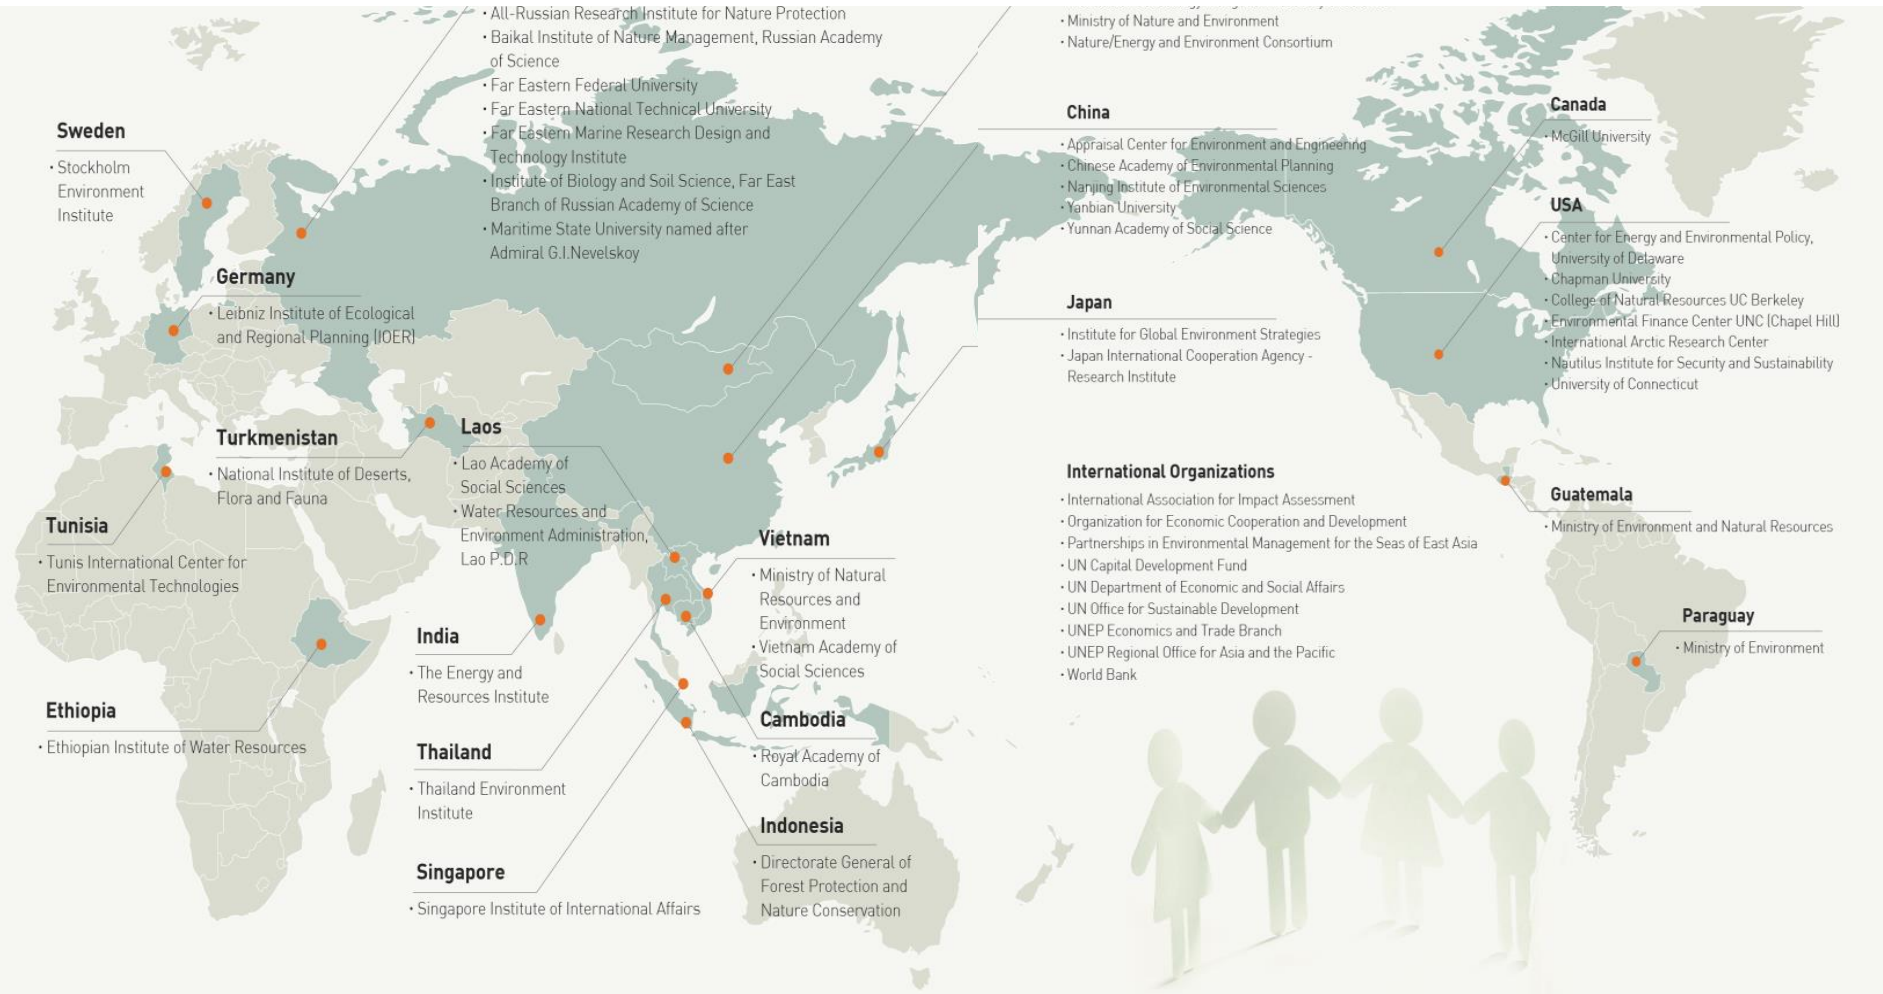 · All-Russian Research Institute for Nature Protection
· Baikal Institute of Nature Management, Russian Academy
of Science
· Far Eastern Federal University
· Far Eastern National Technical University
· Far Eastern Marine Research Design and
Technology Institute
· Institute of Biology and Soil Science, Far East
Branch of Russian Academy of Science
· Maritime State University named after
Admiral G.I.Nevelskoy
· Ministry of Nature and Environment
· Nature/Energy and Environment Consortium
Sweden
· Stockholm
Environment
Institute
Germany
· Leibniz Institute of Ecological
and Regional Planning (IOER)
Turkmenistan
· National Institute of Deserts,
Flora and Fauna
Tunisia
· Tunis International Center for
Environmental Technologies
Ethiopia
· Ethiopian Institute of Water Resources
Laos
· Lao Academy of
Social Sciences
· Water Resources and
Environment Administration,
Lao P.D.R
India
· The Energy and
Resources Institute
Thailand
· Thailand Environment
Institute
Singapore
· Singapore Institute of International Affairs
Vietnam
· Ministry of Natural
Resources and
Environment
· Vietnam Academy of
Social Sciences
Cambodia
· Royal Academy of
Cambodia
Indonesia
· Directorate General of
Forest Protection and
Nature Conservation
China
· Appraisal Center for Environment and Engineering
· Chinese Academy of Environmental Planning
· Nanjing Institute of Environmental Sciences
· Yanbian University
· Yunnan Academy of Social Science
Japan
· Institute for Global Environment Strategies
· Japan International Cooperation Agency -
Research Institute
International Organizations
· International Association for Impact Assessment
· Organization for Economic Cooperation and Development
· Partnerships in Environmental Management for the Seas of East Asia
· UN Capital Development Fund
· UN Department of Economic and Social Affairs
· UN Office for Sustainable Development
· UNEP Economics and Trade Branch
· UNEP Regional Office for Asia and the Pacific
· World Bank
Canada
· McGill University
USA
· Center for Energy and Environmental Policy,
University of Delaware
· Chapman University
· College of Natural Resources UC Berkeley
· Environmental Finance Center UNC (Chapel Hill)
· International Arctic Research Center
· Nautilus Institute for Security and Sustainability
· University of Connecticut
Guatemala
· Ministry of Environment and Natural Resources
Paraguay
· Ministry of Environment